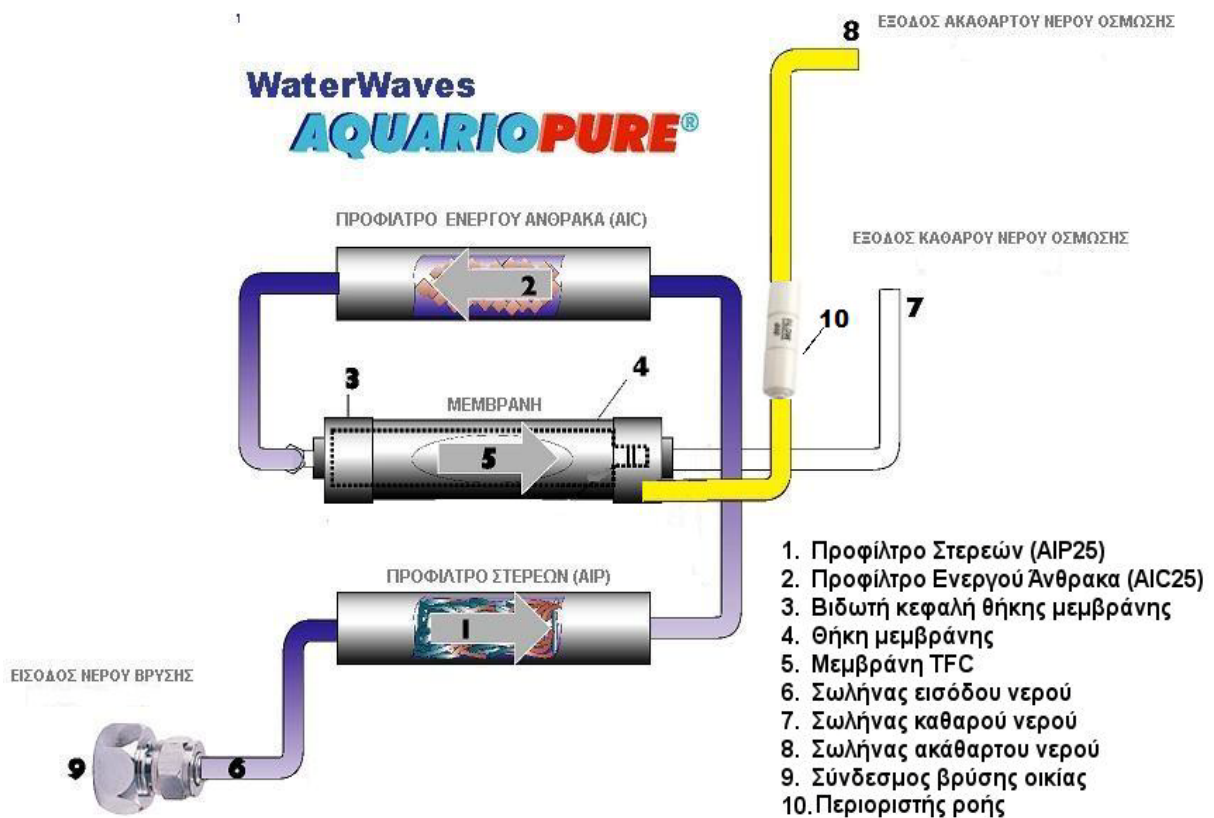 1
8
ΕΞΟΔΟΣ ΑΚΑΘΑΡΤΟΥ ΝΕΡΟΥ ΟΣΜΩΣΗΣ
WaterWaves
AQUARIOPURE®
ΠΡΟΦΙΛΤΡΟ ΕΝΕΡΓΟΥ ΑΝΘΡΑΚΑ (AIC)
ΕΞΟΔΟΣ ΚΑΘΑΡΟΥ ΝΕΡΟΥ ΟΣΜΩΣΗΣ
2
7
10
3
4
ΜΕΜΒΡΑΝΗ
5
ΠΡΟΦΙΛΤΡΟ ΣΤΕΡΕΩΝ (AIP)
1
ΕΙΣΟΔΟΣ ΝΕΡΟΥ ΒΡΥΣΗΣ
9
6
1. Προφίλτρο Στερεών (AIP25)
2. Προφίλτρο Ενεργού Άνθρακα (AIC25)
3. Βιδωτή κεφαλή θήκης μεμβράνης
4. Θήκη μεμβράνης
5. Μεμβράνη TFC
6. Σωλήνας εισόδου νερού
7. Σωλήνας καθαρού νερού
8. Σωλήνας ακάθαρτου νερού
9. Σύνδεσμος βρύσης οικίας
10. Περιοριστής ροής